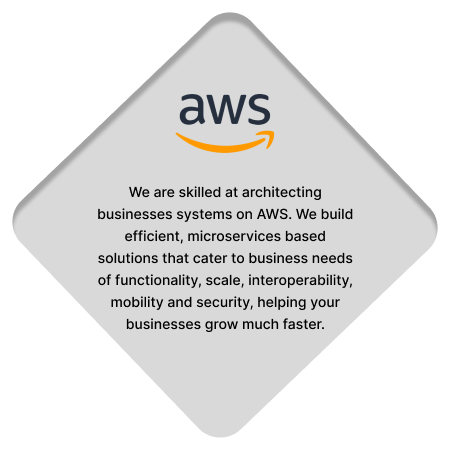 aws
We are skilled at architecting
businesses systems on AWS. We build
efficient, microservices based
solutions that cater to business needs
of functionality, scale, interoperability,
mobility and security, helping your
businesses grow much faster.